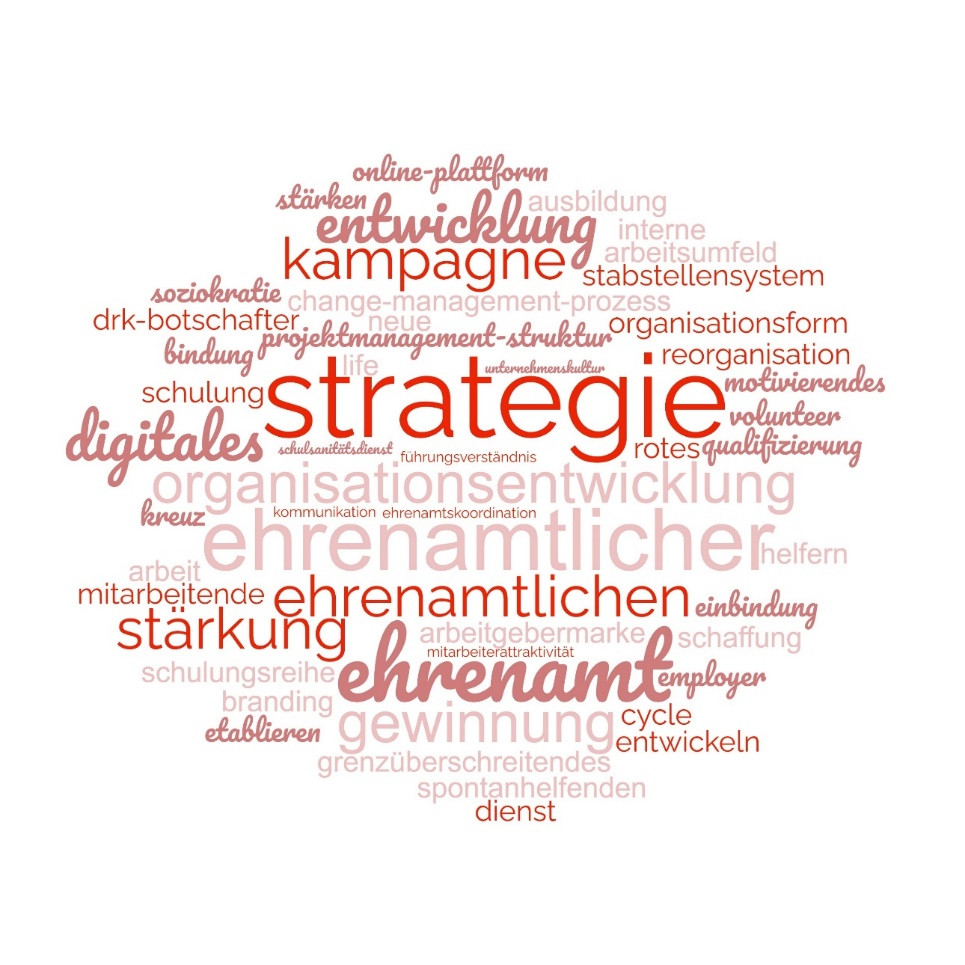 online-plattform
stärken
ausbildung
entwicklung
interne
kampagne
arbeitsumfeld
stabstellensystem
soziokratie
change-management-prozess
drk-botschafter
neue
organisationsform
projektmanagement-struktur
bindung
reorganisation
life
unternehmenskultur
schulung
strategie
motivierendes
volunteer
digitales
schulsanitätsdienst
führungsverständnis
rotes
qualifizierung
organisationsentwicklung
kreuz
kommunikation
ehrenamtskoordination
ehrenamtlicher
helfern
arbeit
mitarbeitende
ehrenamtlichen
einbindung
stärkung
arbeitgebermarke
schaffung
mitarbeiterattraktivität
schulungsreihe
ehrenamt
employer
branding
etablieren
gewinnung
cycle
entwickeln
grenzüberschreitendes
spontanhelfenden
dienst